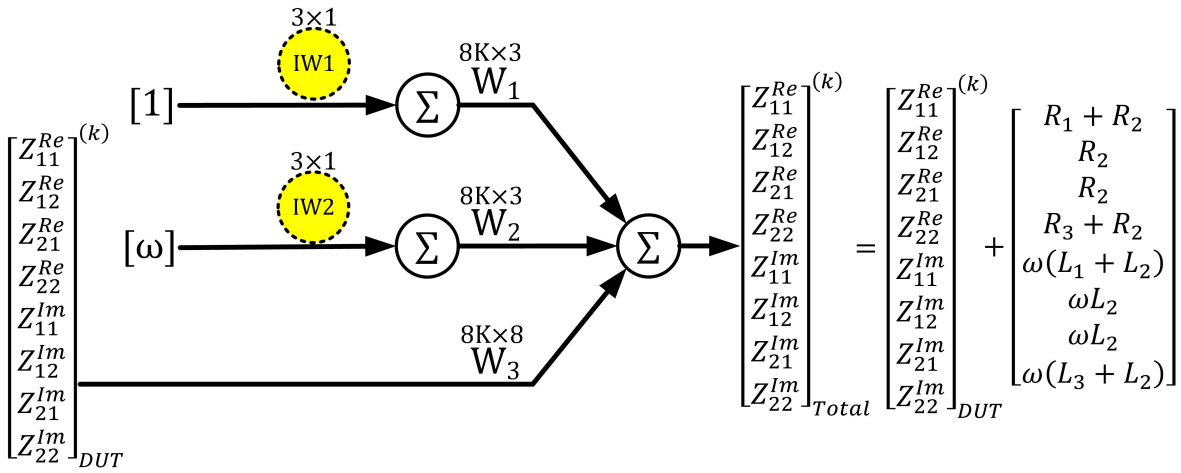 3×1
IW1
[1]
Σ
8K×3
W₁
3×1
IW2
[ω]
Σ
8K×3
W₂
8K×8
W₃
Σ
[Z₁₁ᴿᵉ
Z₁₂ᴿᵉ
Z₂₁ᴿᵉ
Z₂₂ᴿᵉ
Z₁₁ᴵᵐ
Z₁₂ᴵᵐ
Z₂₁ᴵᵐ
Z₂₂ᴵᵐ]⁽ᵏ⁾ DUT
[Z₁₁ᴿᵉ
Z₁₂ᴿᵉ
Z₂₁ᴿᵉ
Z₂₂ᴿᵉ
Z₁₁ᴵᵐ
Z₁₂ᴵᵐ
Z₂₁ᴵᵐ
Z₂₂ᴵᵐ]⁽ᵏ⁾ Total
=
[Z₁₁ᴿᵉ
Z₁₂ᴿᵉ
Z₂₁ᴿᵉ
Z₂₂ᴿᵉ
Z₁₁ᴵᵐ
Z₁₂ᴵᵐ
Z₂₁ᴵᵐ
Z₂₂ᴵᵐ]⁽ᵏ⁾ DUT
+
[R₁ + R₂
R₂
R₂
R₃ + R₂
ω(L₁ + L₂)
ωL₂
ωL₂
ω(L₃ + L₂)]